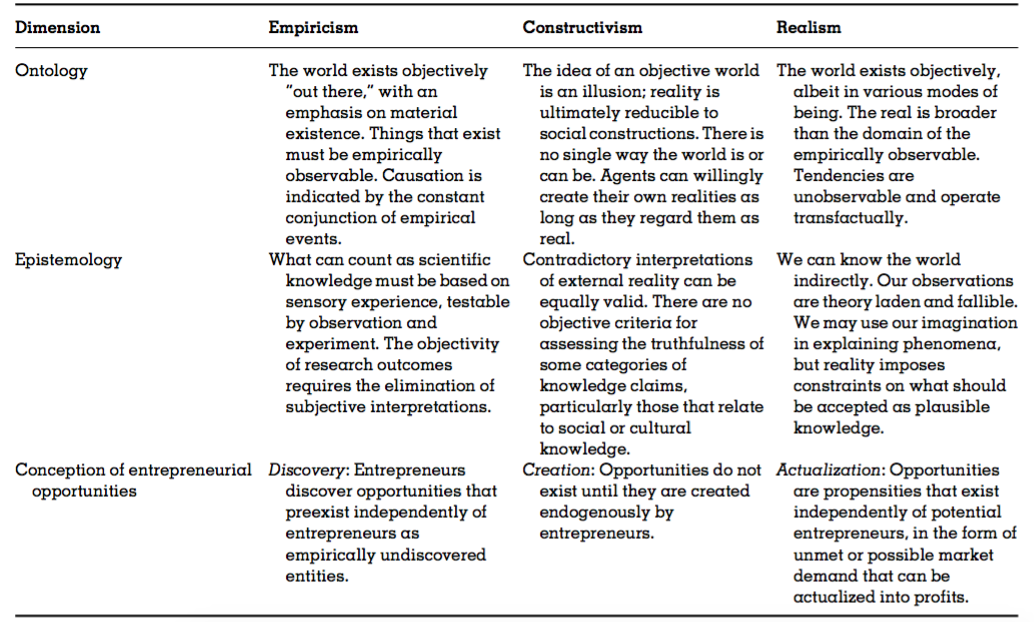 Dimension Empiricism Constructivism Realism
Ontology
The world exists objectively
"out there," with an
emphasis on material
existence. Things that exist
must be empirically
observable. Causation is
indicated by the constant
conjunction of empirical
events.
The idea of an objective world
is an illusion; reality is
ultimately reducible to
social constructions. There is
no single way the world is or
can be. Agents can willingly
create their own realities as
long as they regard them as
real.
The world exists objectively,
albeit in various modes of
being. The real is broader
than the domain of the
empirically observable.
Tendencies are
unobservable and operate
transfactually.
Epistemology
What can count as scientific
knowledge must be based on
sensory experience, testable
by observation and
experiment. The objectivity
of research outcomes
requires the elimination of
subjective interpretations.
Contradictory interpretations
of external reality can be
equally valid. There are no
objective criteria for
assessing the truthfulness of
some categories of
knowledge claims,
particularly those that relate
to social or cultural
knowledge.
We can know the world
indirectly. Our observations
are theory laden and fallible.
We may use our imagination
in explaining phenomena,
but reality imposes
constraints on what should
be accepted as plausible
knowledge.
Conception of entrepreneurial
opportunities
Discovery: Entrepreneurs
discover opportunities that
preexist independently of
entrepreneurs as
empirically undiscovered
entities.
Creation: Opportunities do not
exist until they are created
endogenously by
entrepreneurs.
Actualization: Opportunities
are propensities that exist
independently of potential
entrepreneurs, in the form of
unmet or possible market
demand that can be
actualized into profits.